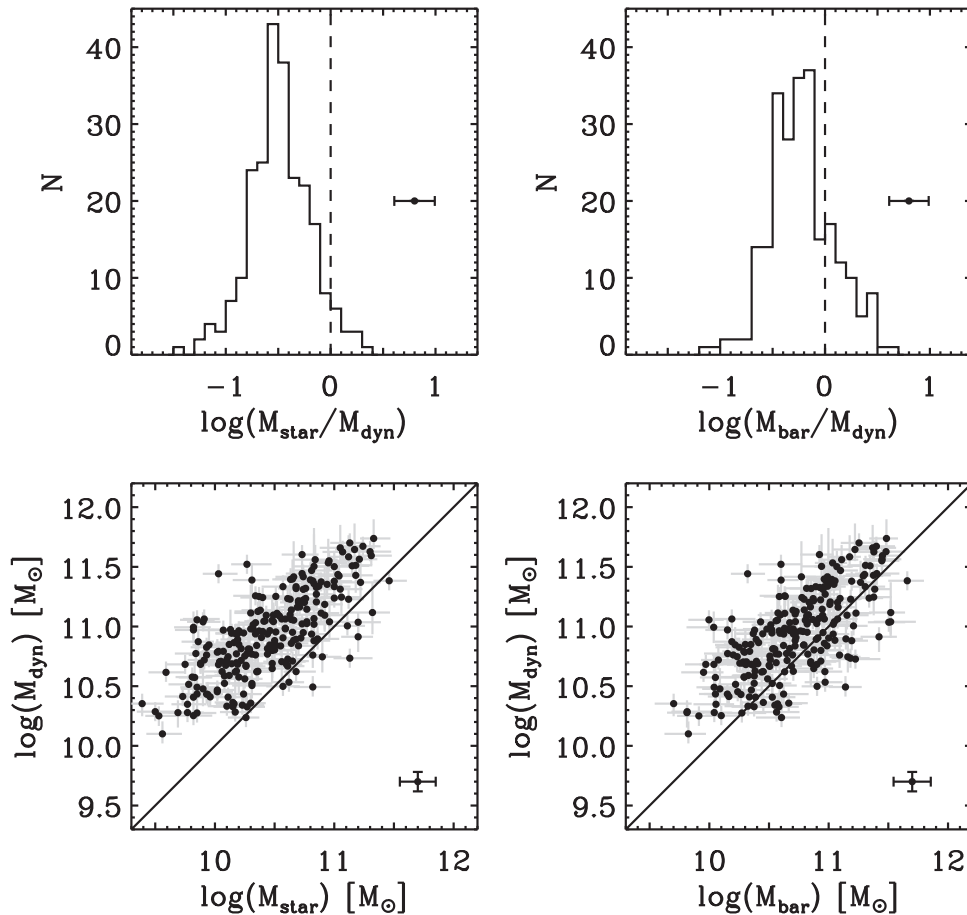 40
30
N
20
10
0
−1 0 1
log(M_star/M_dyn)
40
30
N
20
10
0
−1 0 1
log(M_bar/M_dyn)
12.0
11.5
11.0
10.5
10.0
9.5
log(M_dyn) [M_⊙]
10 11 12
log(M_star) [M_⊙]
12.0
11.5
11.0
10.5
10.0
9.5
log(M_dyn) [M_⊙]
10 11 12
log(M_bar) [M_⊙]